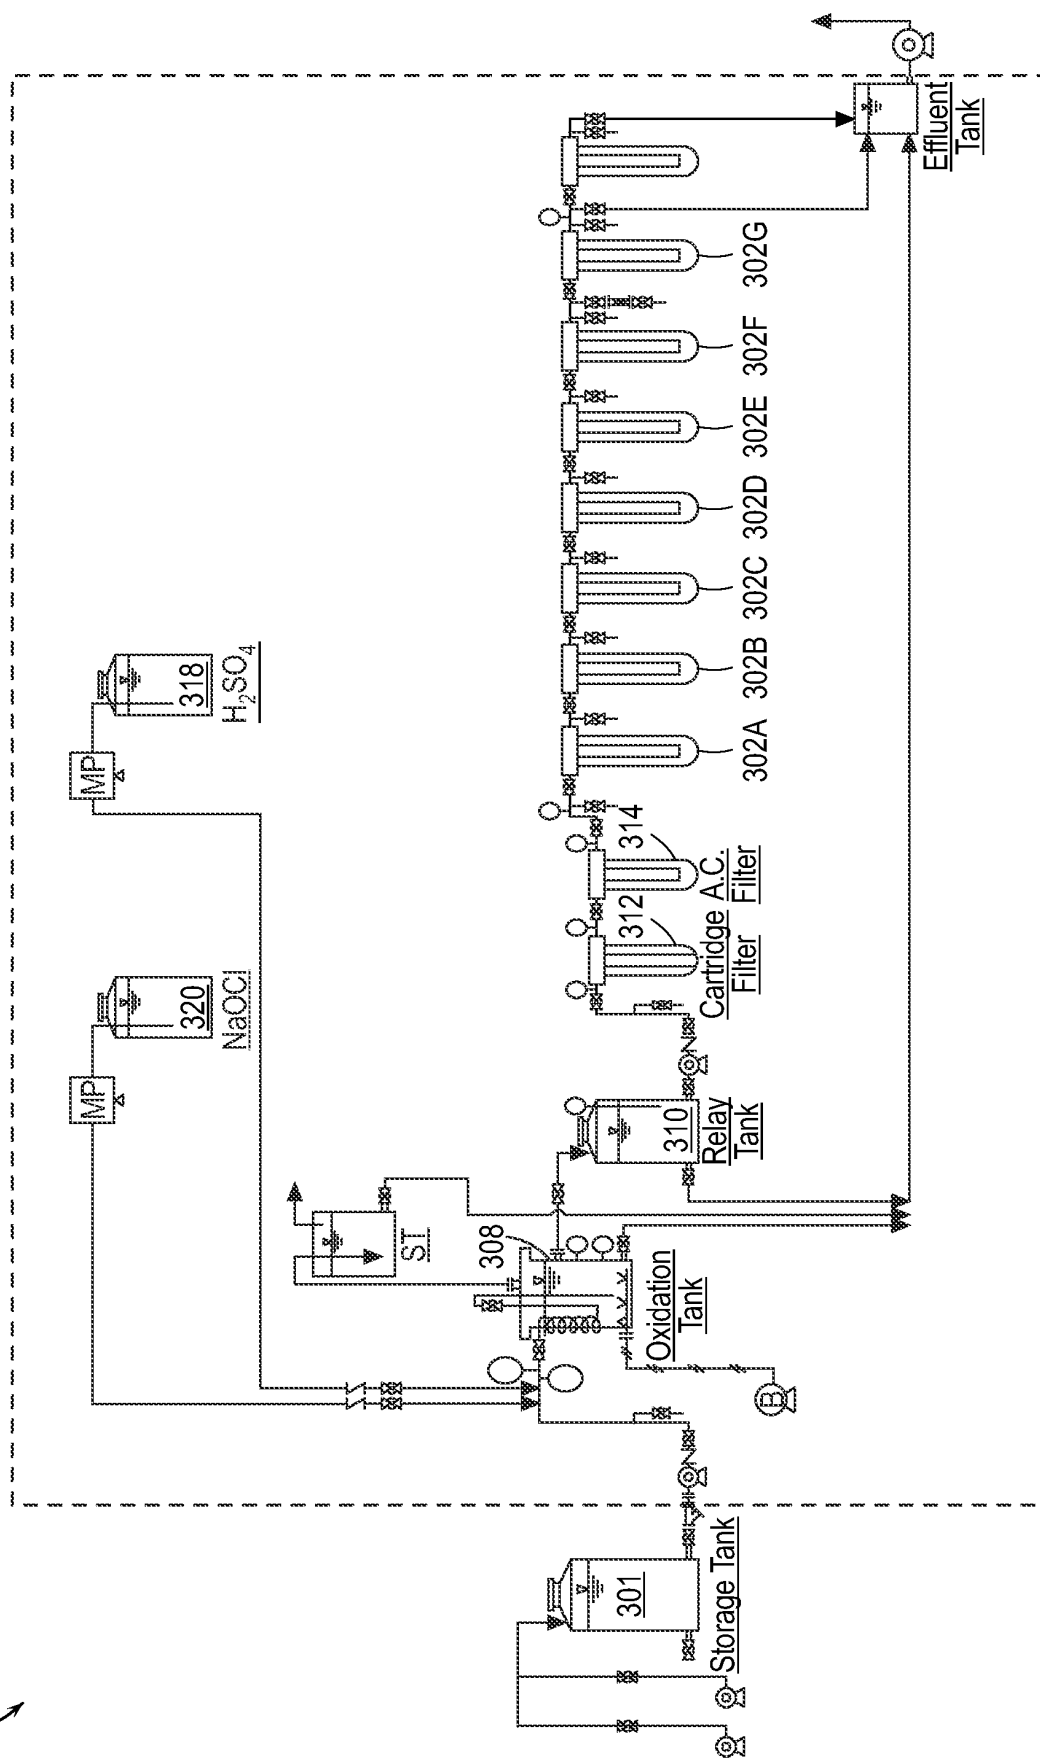 MP
318
H₂SO₄
MP
320
NaOCl
ST
308
Oxidation
Tank
B
310
Relay
Tank
312
Cartridge
Filter
314
A.C.
Filter
302A
302B
302C
302D
302E
302F
302G
Effluent
Tank
301
Storage Tank